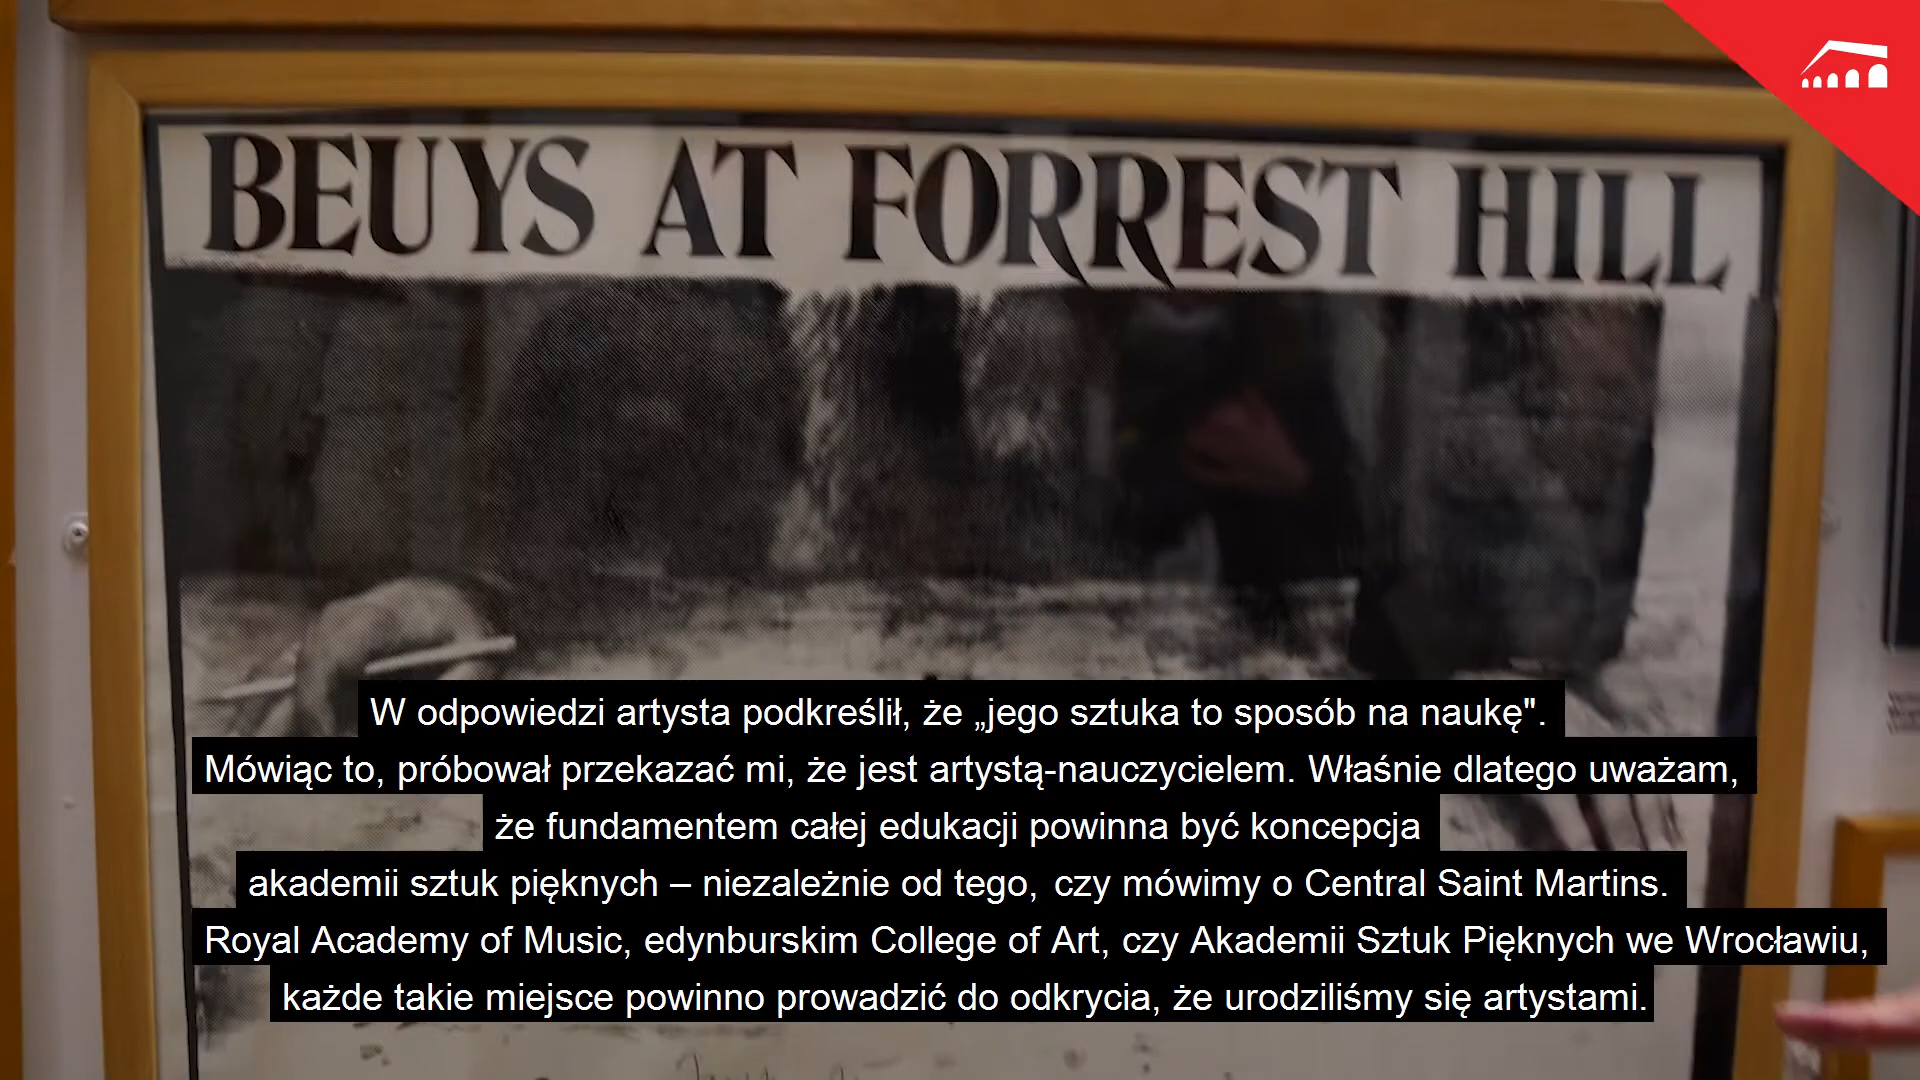 BEUYS AT FORREST HILL
W odpowiedzi artysta podkreślił, że „jego sztuka to sposób na naukę".
Mówiąc to, próbował przekazać mi, że jest artystą-nauczycielem. Właśnie dlatego uważam,
że fundamentem całej edukacji powinna być koncepcja
akademii sztuk pięknych – niezależnie od tego, czy mówimy o Central Saint Martins.
Royal Academy of Music, edynburskim College of Art, czy Akademii Sztuk Pięknych we Wrocławiu,
każde takie miejsce powinno prowadzić do odkrycia, że urodziliśmy się artystami.